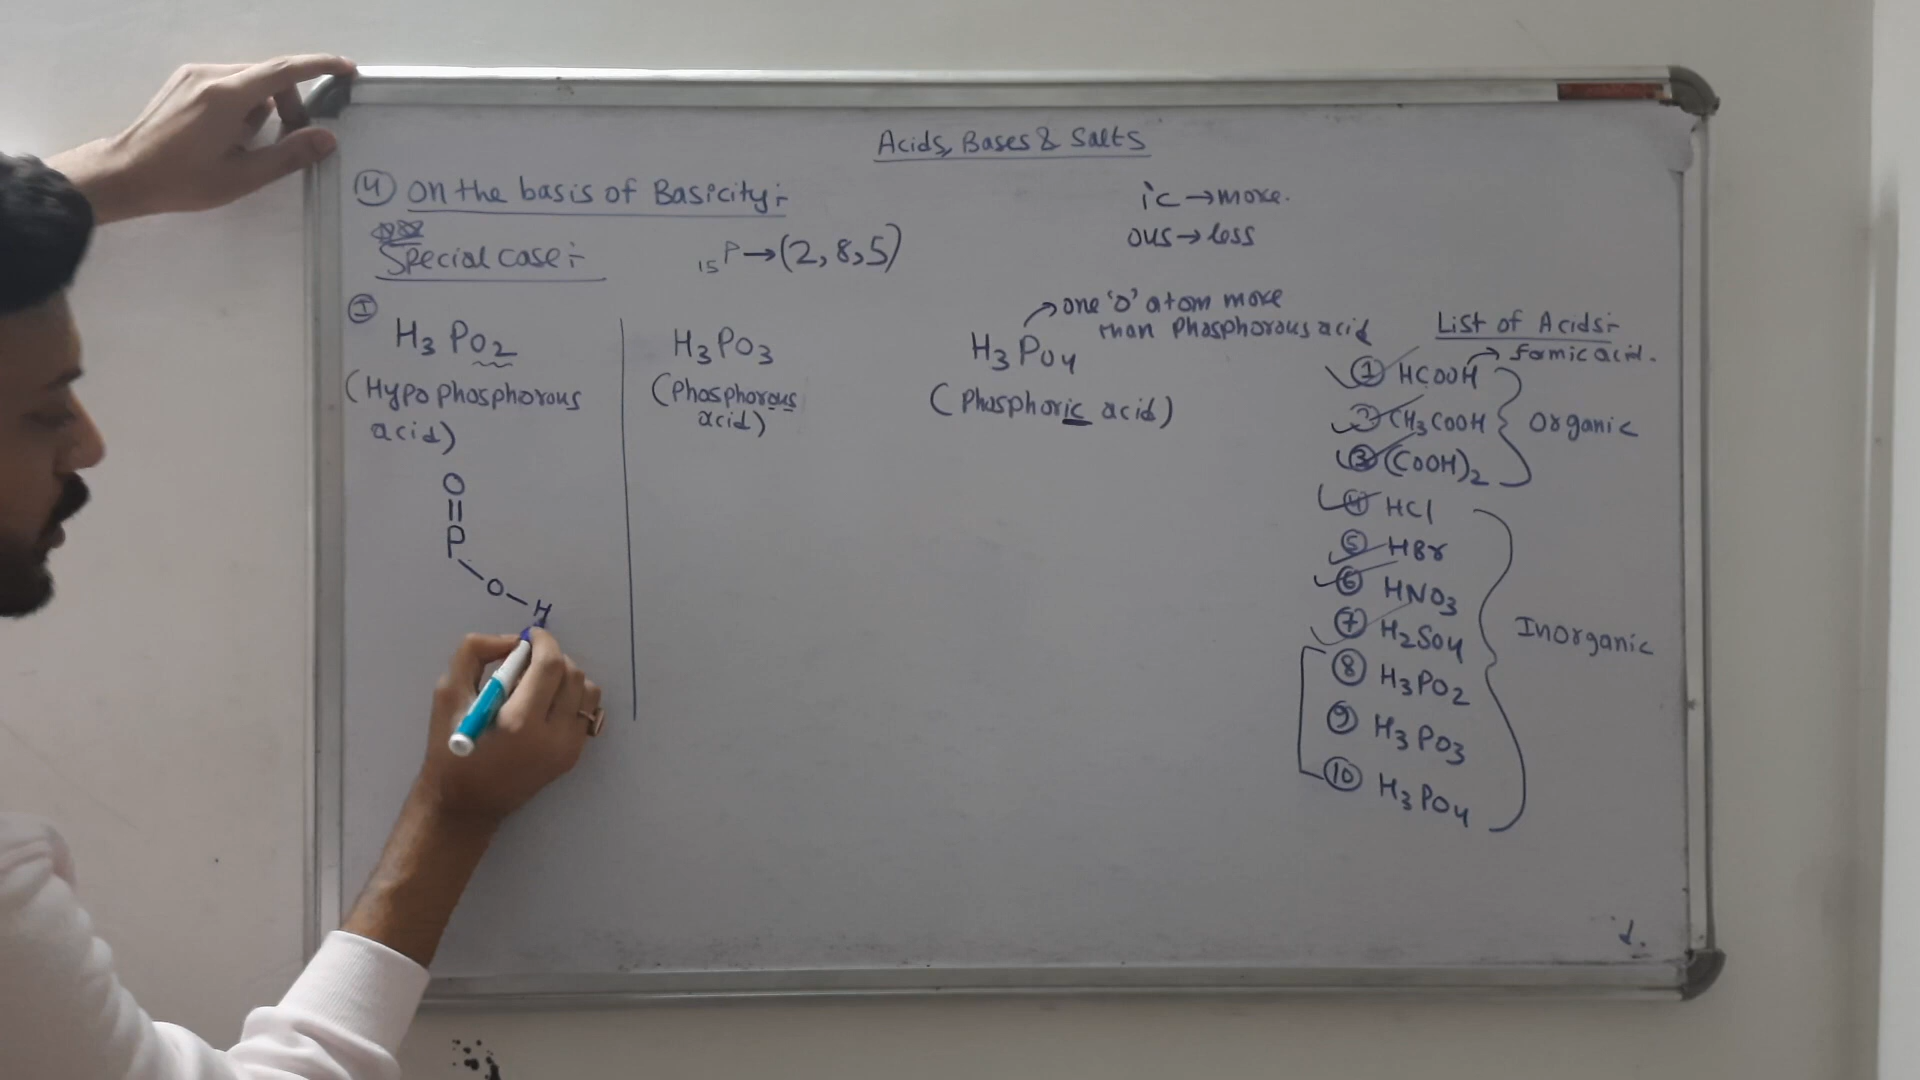 Acids, Bases & Salts
④ On the basis of Basicity:-
Special case:-
₁₅P → (2, 8, 5)
ic → more.
ous → less
Ⓘ
H₃PO₂
(Hypo phosphorous
acid)
O
||
P
O - H
H₃PO₃
(Phosphorous
acid)
→ one 'O' atom more
than Phosphorous acid
H₃PO₄
(Phosphoric acid)
List of Acids:-
→ formic acid.
① HCOOH
② CH₃COOH
③ (COOH)₂
Organic
④ HCl
⑤ HBr
⑥ HNO₃
⑦ H₂SO₄
⑧ H₃PO₂
⑨ H₃PO₃
⑩ H₃PO₄
Inorganic